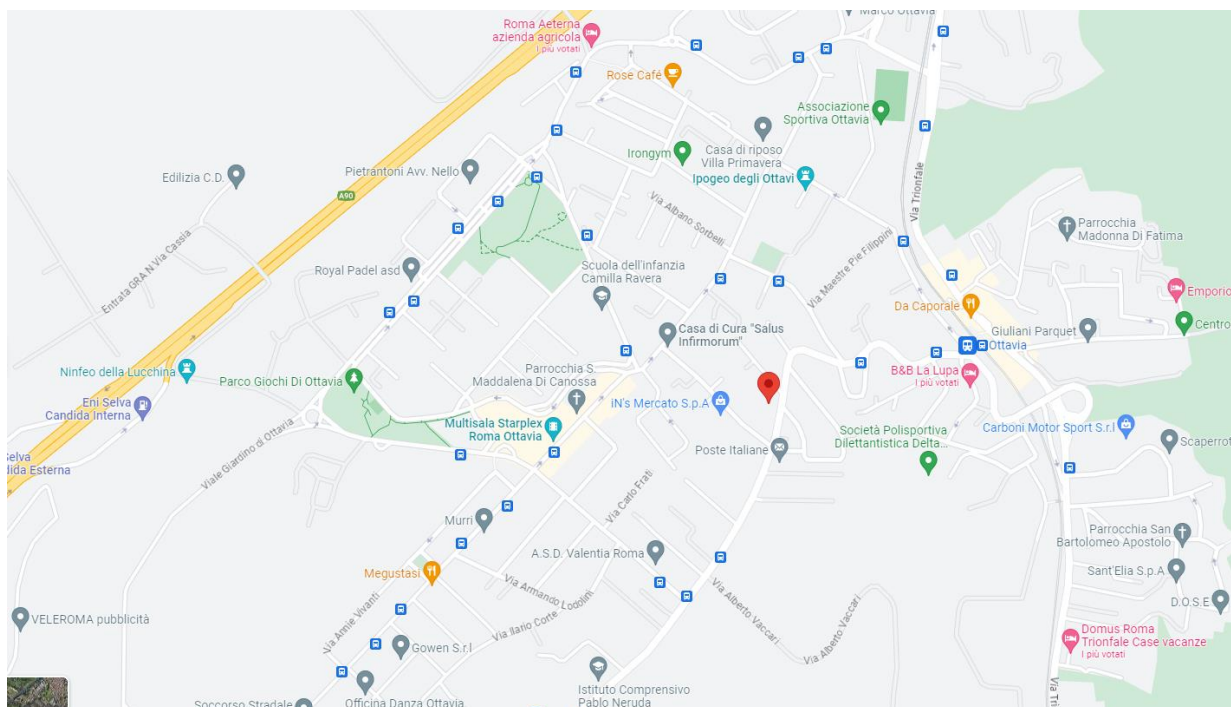 Marco Ottavia
Roma Aeterna
azienda agricola
I più votati
Rose Café
Associazione
Sportiva Ottavia
Casa di riposo
Villa Primavera
Irongym
Ipogeo degli Ottavi
Edilizia C.D.
Pietrantoni Avv. Nello
A90
Via Trionfale
Via Albano Sorbelli
Parrocchia
Madonna Di Fatima
Entrata GRA N Via Cassia
Royal Padel asd
Scuola dell'infanzia
Camilla Ravera
Via Maestre Pie Filippini
Emporio
Da Caporale
Casa di Cura "Salus
Infirmorum"
Giuliani Parquet
Centro
Ottavia
Ninfeo della Lucchina
Parco Giochi Di Ottavia
Parrocchia S.
Maddalena Di Canossa
B&B La Lupa
I più votati
iN's Mercato S.p.A
Eni Selva
Candida Interna
Multisala Starplex
Roma Ottavia
Società Polisportiva
Dilettantistica Delta...
Carboni Motor Sport S.r.l
Scaperrot
Poste Italiane
Selva
dida Esterna
Viale Giardino di Ottavia
Via Carlo Frati
Murri
Parrocchia San
Bartolomeo Apostolo
A.S.D. Valentia Roma
Sant'Elia S.p.A
Megustasi
Via Armando Lodolini
Via Alberto Vaccari
D.O.S.E
VELEROMA pubblicità
Via Annie Vivanti
Via Ilario Corte
Via Alberto Vaccari
Domus Roma
Trionfale Case vacanze
I più votati
Gowen S.r.l
Istituto Comprensivo
Pablo Neruda
Soccorso Stradale
Officina Danza Ottavia
Via Tri